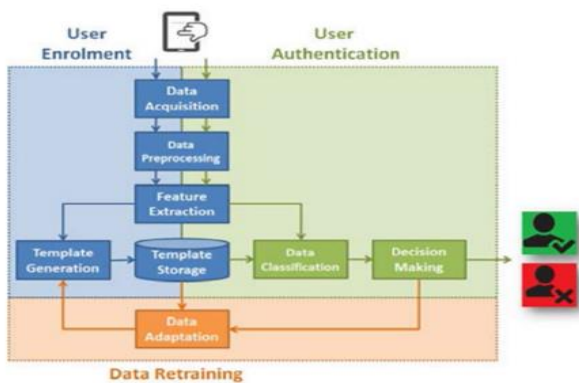 User
Enrolment
User
Authentication
Data
Acquisition
Data
Preprocessing
Feature
Extraction
Template
Generation
Template
Storage
Data
Classification
Decision
Making
Data
Adaptation
Data Retraining